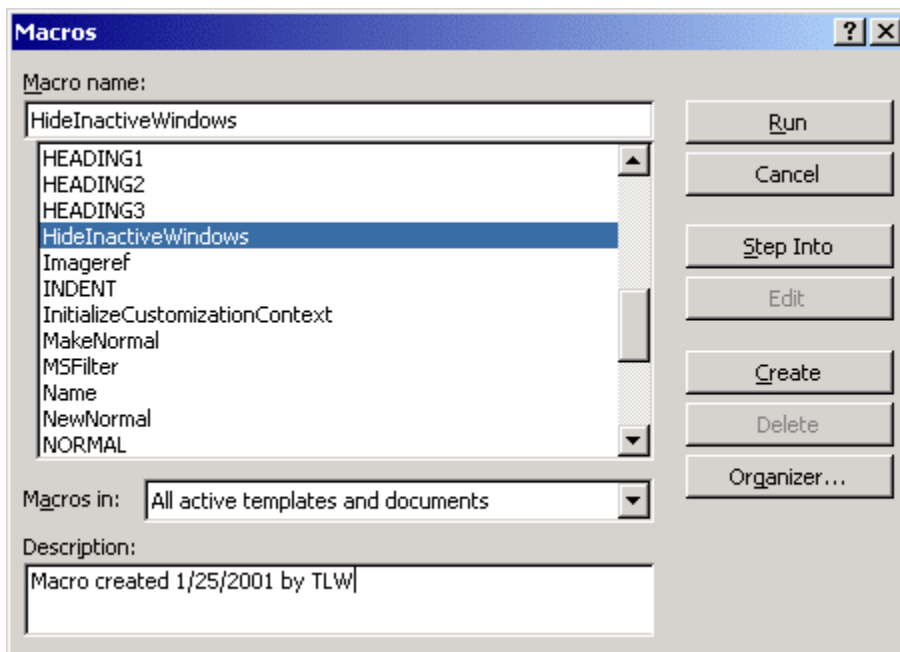 Macros
Macro name:
HideInactiveWindows
HEADING1
HEADING2
HEADING3
HideInactiveWindows
Imageref
INDENT
InitializeCustomizationContext
MakeNormal
MSFilter
Name
NewNormal
NORMAL
Run
Cancel
Step Into
Edit
Create
Delete
Organizer...
Macros in:
All active templates and documents
Description:
Macro created 1/25/2001 by TLW